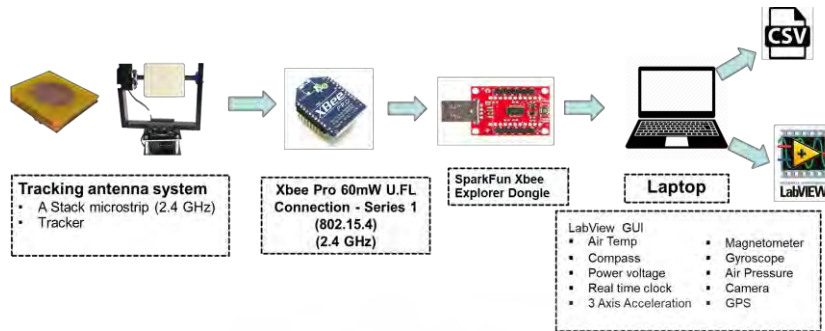 CSV
XBee
PRO
LabVIEW
Tracking antenna system
• A Stack microstrip (2.4 GHz)
• Tracker
Xbee Pro 60mW U.FL
Connection - Series 1
(802.15.4)
(2.4 GHz)
SparkFun Xbee
Explorer Dongle
Laptop
LabView GUI
▪ Air Temp
▪ Compass
▪ Power voltage
▪ Real time clock
▪ 3 Axis Acceleration
▪ Magnetometer
▪ Gyroscope
▪ Air Pressure
▪ Camera
▪ GPS